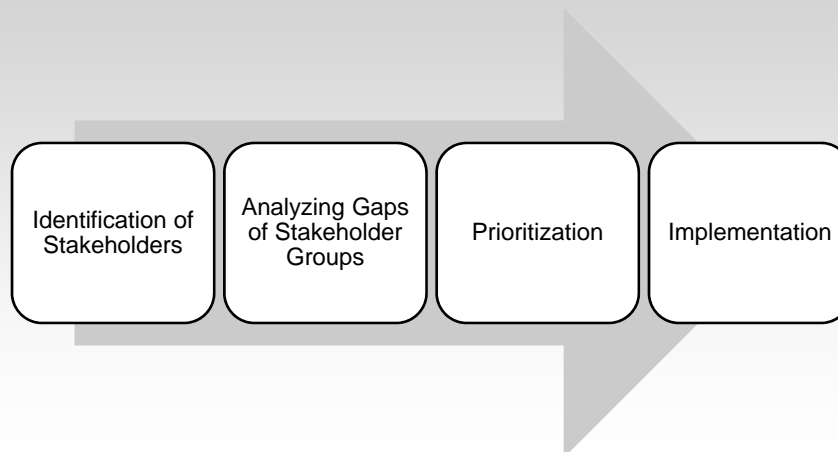 Identification of
Stakeholders
Analyzing Gaps
of Stakeholder
Groups
Prioritization
Implementation